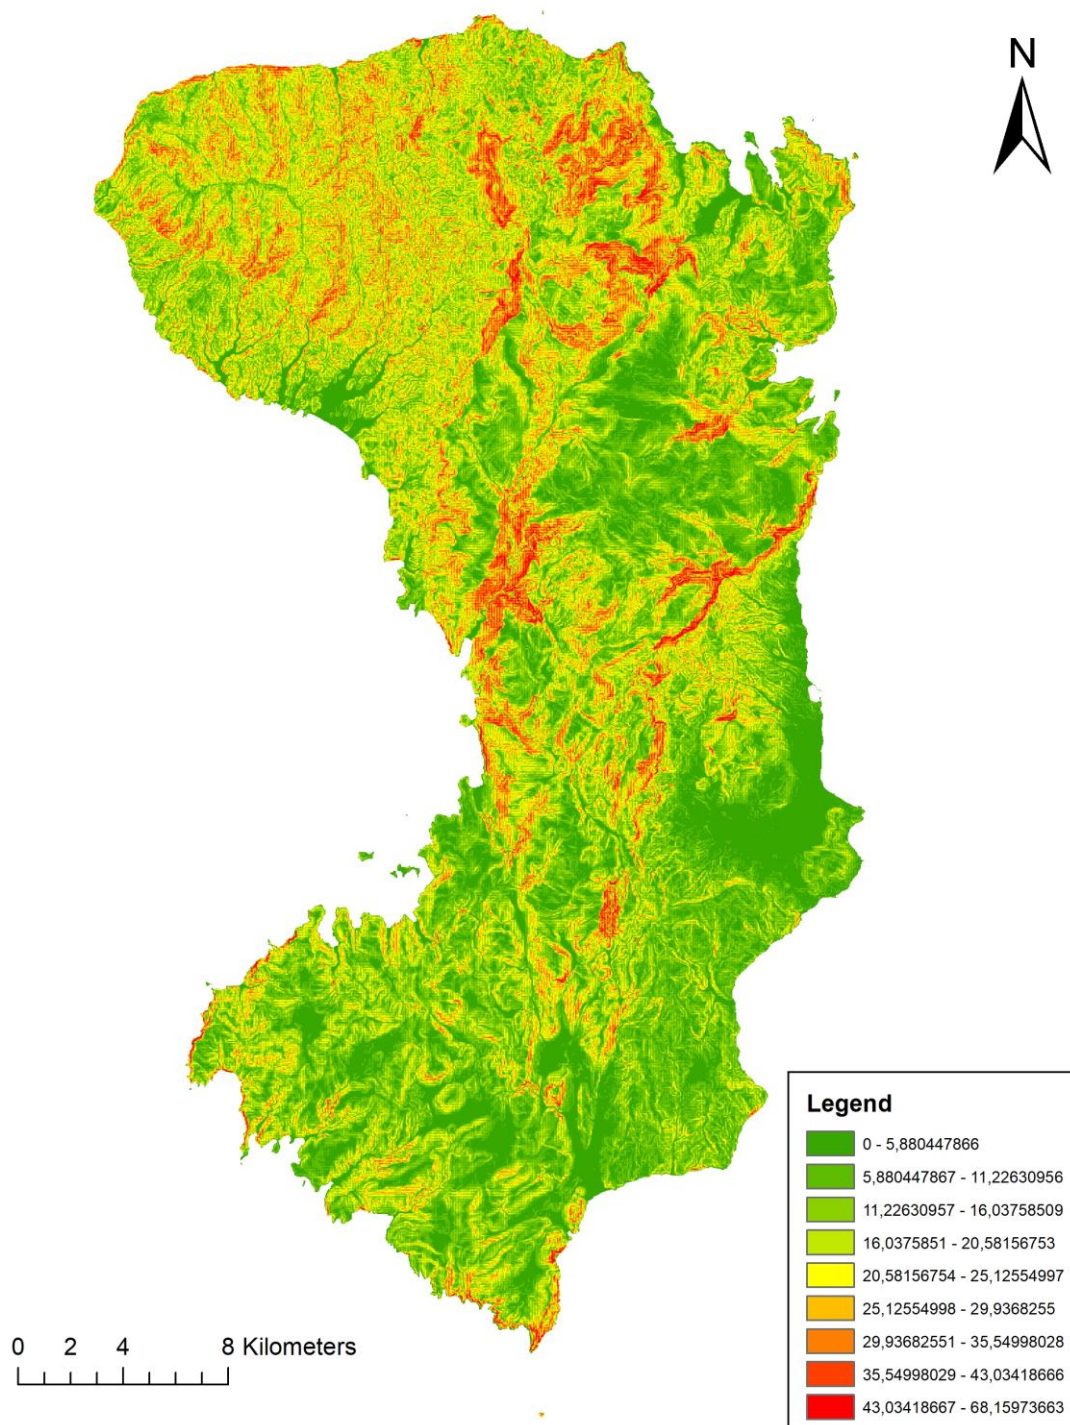 N
Legend
0 - 5,880447866
5,880447867 - 11,22630956
11,22630957 - 16,03758509
16,0375851 - 20,58156753
20,58156754 - 25,12554997
25,12554998 - 29,9368255
29,93682551 - 35,54998028
35,54998029 - 43,03418666
43,03418667 - 68,15973663
0 2 4 8 Kilometers